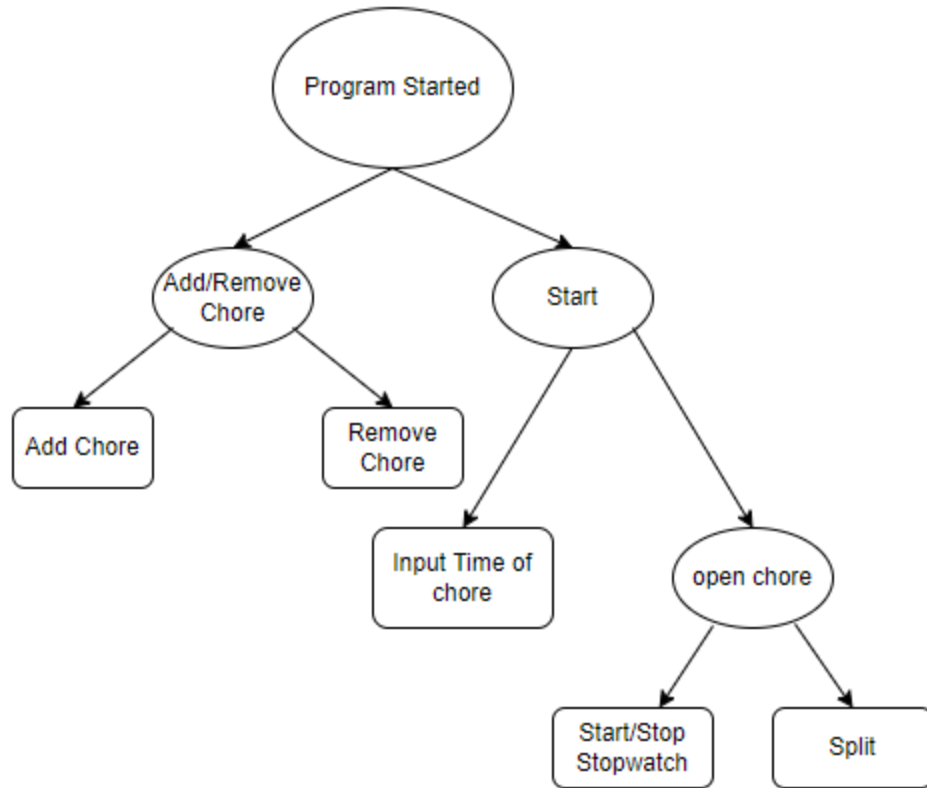 Program Started
Add/Remove
Chore
Start
Add Chore
Remove
Chore
Input Time of
chore
open chore
Start/Stop
Stopwatch
Split